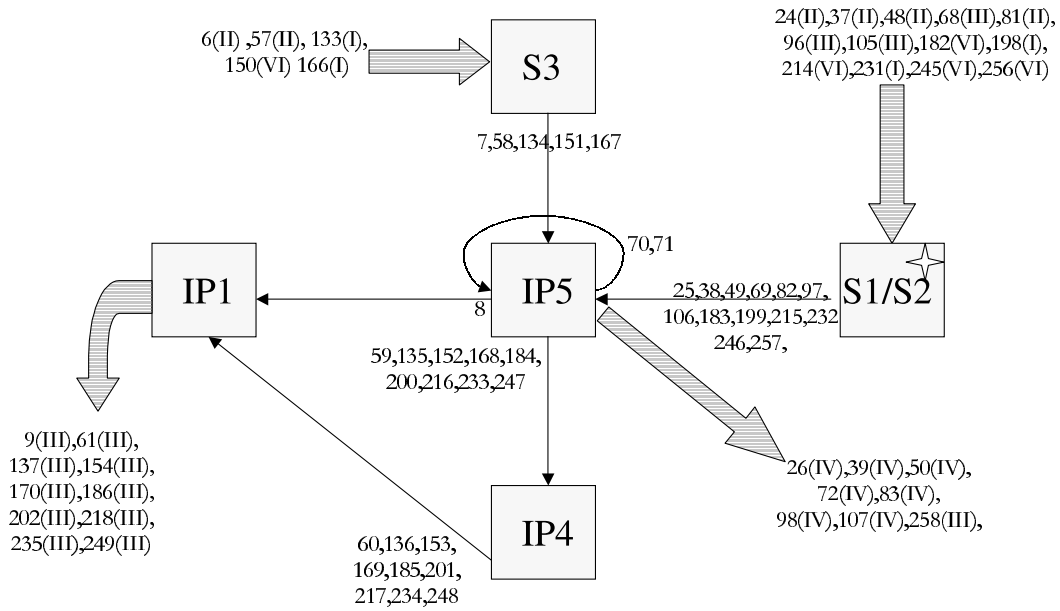 6(II) ,57(II), 133(I),
150(VI) 166(I)
S3
24(II),37(II),48(II),68(III),81(II),
96(III),105(III),182(VI),198(I),
214(VI),231(I),245(VI),256(VI)
7,58,134,151,167
70,71
IP1
IP5
S1/S2
8
25,38,49,69,82,97,
106,183,199,215,232
246,257,
59,135,152,168,184,
200,216,233,247
9(III),61(III),
137(III),154(III),
170(III),186(III),
202(III),218(III),
235(III),249(III)
26(IV),39(IV),50(IV),
72(IV),83(IV),
98(IV),107(IV),258(III),
IP4
60,136,153,
169,185,201,
217,234,248